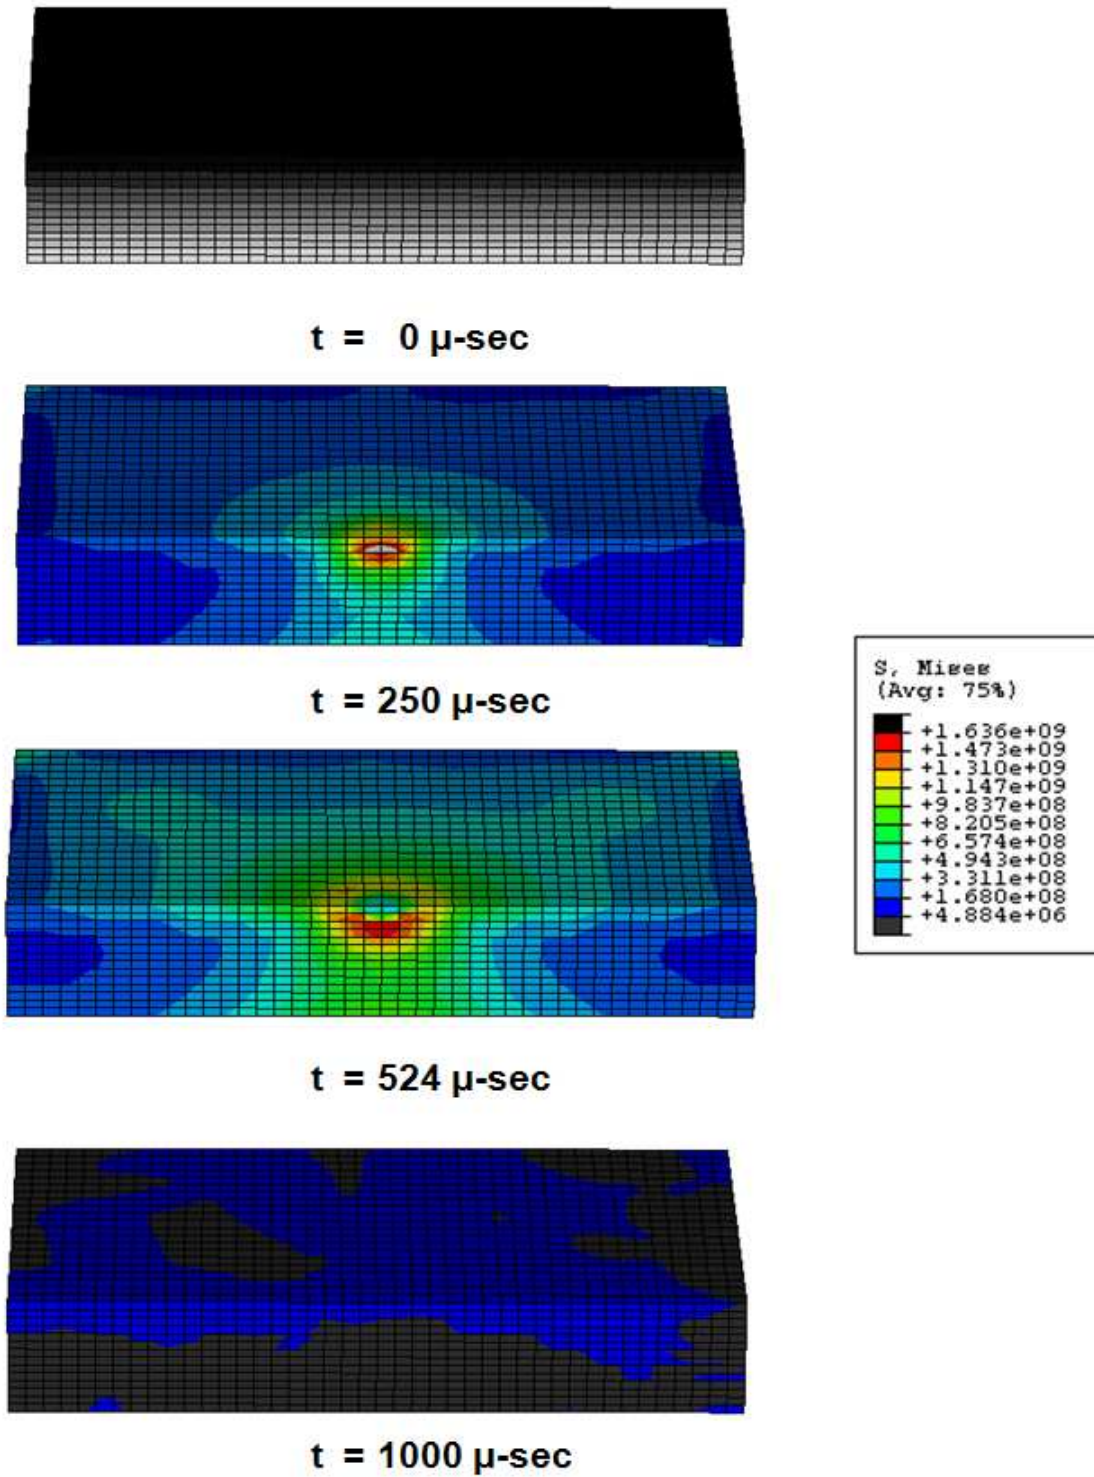 t = 0 µ-sec
t = 250 µ-sec
S, Mises
(Avg: 75%)
+1.636e+09
+1.473e+09
+1.310e+09
+1.147e+09
+9.837e+08
+8.205e+08
+6.574e+08
+4.943e+08
+3.311e+08
+1.680e+08
+4.884e+06
t = 524 µ-sec
t = 1000 µ-sec